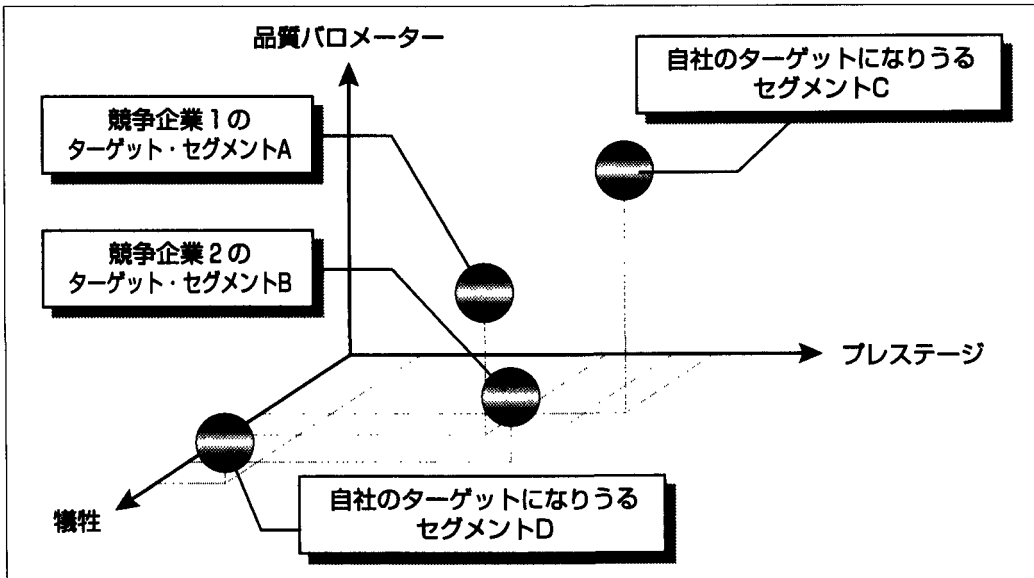 品質バロメーター
自社のターゲットになりうる
セグメントC
競争企業1の
ターゲット・セグメントA
競争企業2の
ターゲット・セグメントB
プレステージ
犠牲
自社のターゲットになりうる
セグメントD